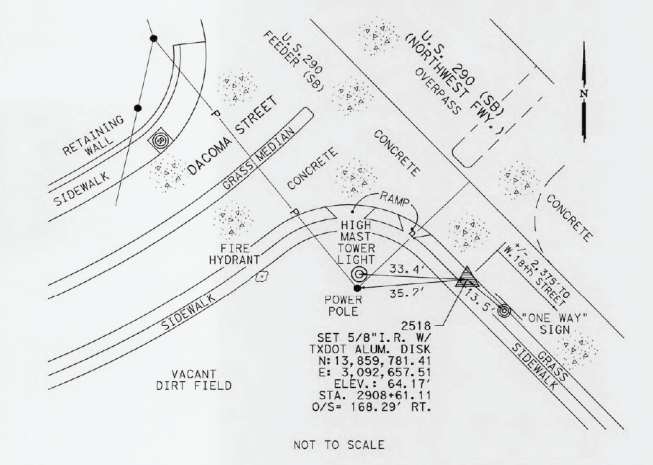 U.S. 290
FEEDER (SB)
U.S. 290 (SB)
(NORTHWEST FWY.)
OVERPASS
N
RETAINING
WALL
SIDEWALK
DACOMA STREET
GRASS MEDIAN
P
P
P
CONCRETE
CONCRETE
CONCRETE
RAMP
HIGH
MAST
TOWER
LIGHT
FIRE
HYDRANT
SIDEWALK
33.4'
35.2'
POWER
POLE
13.5'
+/- 2,375 TO
W.18th STREET
"ONE WAY"
SIGN
GRASS
SIDEWALK
2518
SET 5/8"I.R. W/
TXDOT ALUM. DISK
N:13,859,781.41
E: 3,092,657.51
ELEV.: 64.17'
STA. 2908+61.11
O/S= 168.29' RT.
VACANT
DIRT FIELD
NOT TO SCALE